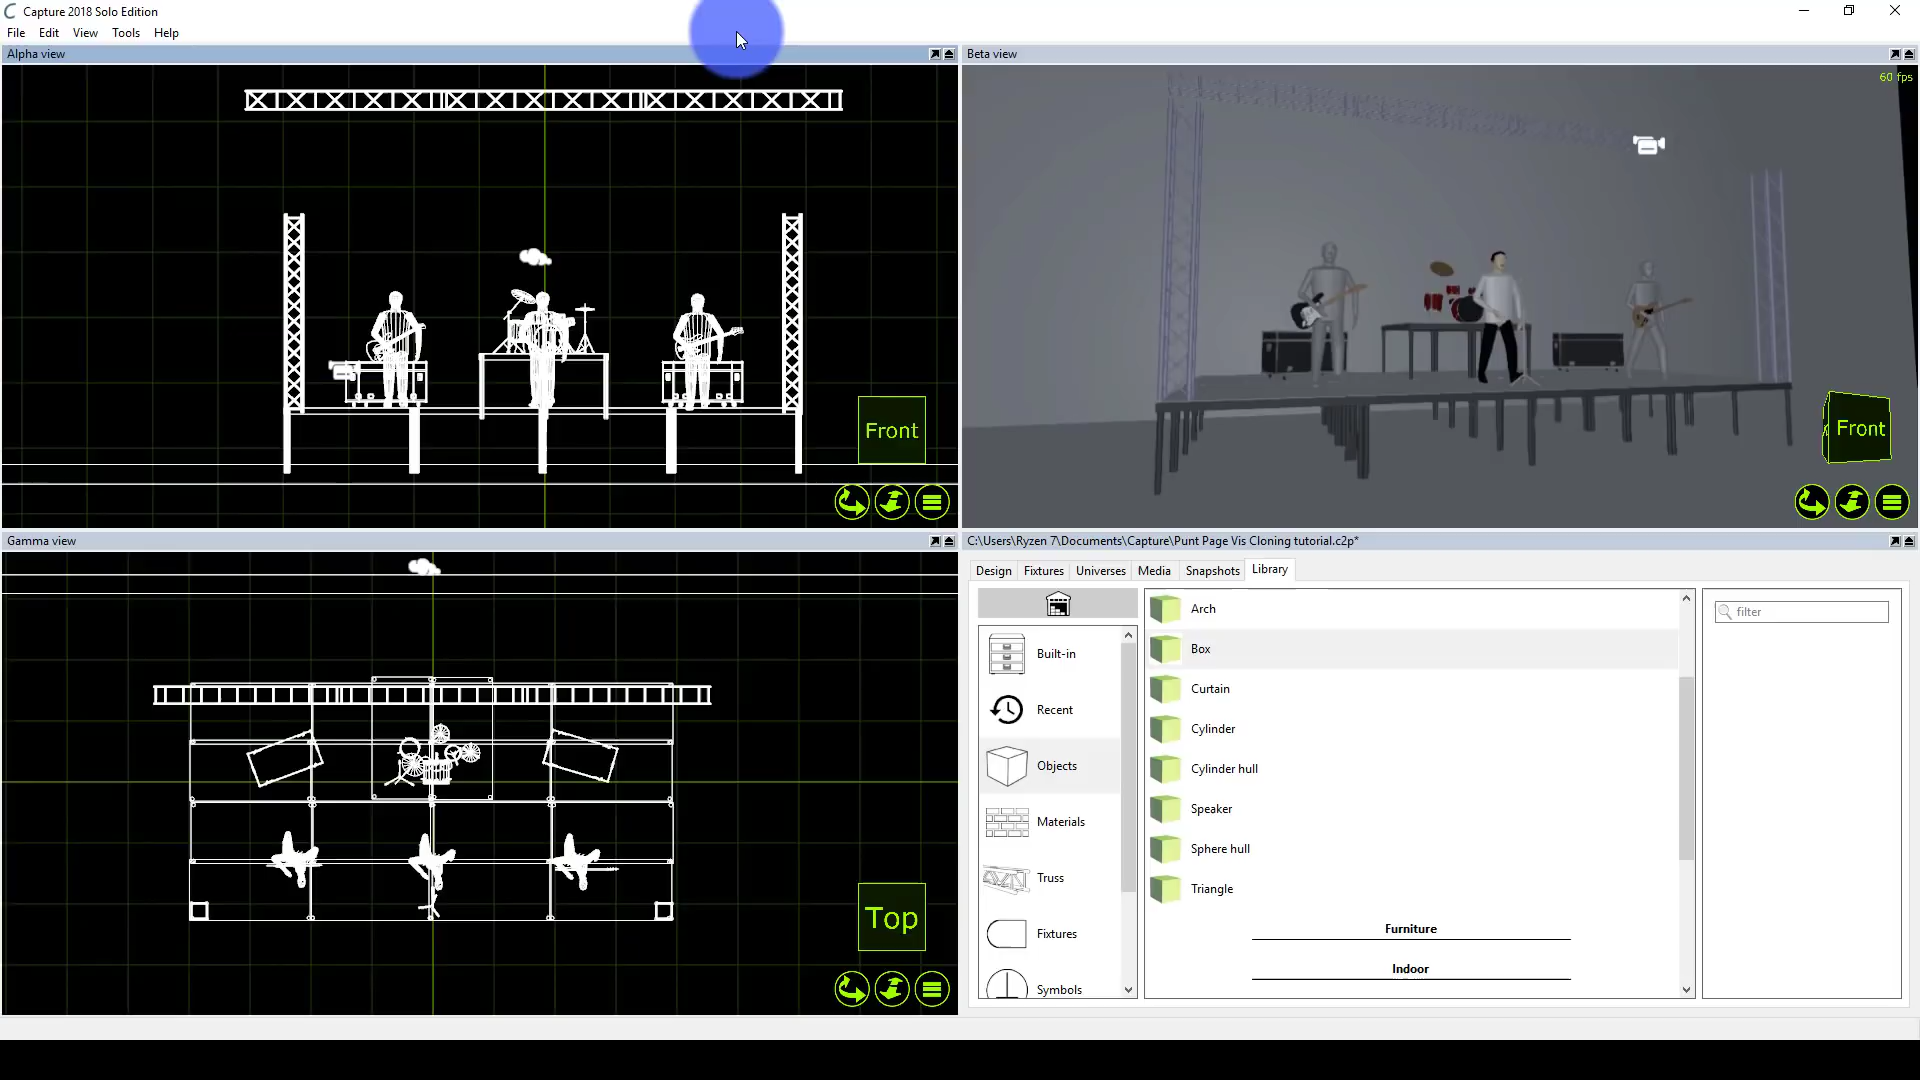 Capture 2018 Solo Edition
File Edit View Tools Help
Alpha view
Beta view
60 fps
Front
Front
Gamma view
C:\Users\Ryzen 7\Documents\Capture\Punt Page Vis Cloning tutorial.c2p*
Design Fixtures Universes Media Snapshots Library
Built-in
Recent
Objects
Materials
Truss
Fixtures
Symbols
Arch
Box
Curtain
Cylinder
Cylinder hull
Speaker
Sphere hull
Triangle
Furniture
Indoor
filter
Top